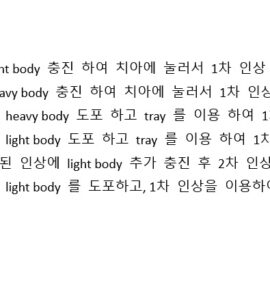 light body 충진 하여 치아에 눌러서 1차 인상
heavy body 충진 하여 치아에 눌러서 1차 인상
heavy body 도포 하고 tray 를 이용 하여 1
light body 도포 하고 tray 를 이용 하여 1차
된 인상에 light body 추가 충진 후 2차 인상
light body 를 도포하고, 1차 인상을 이용하여